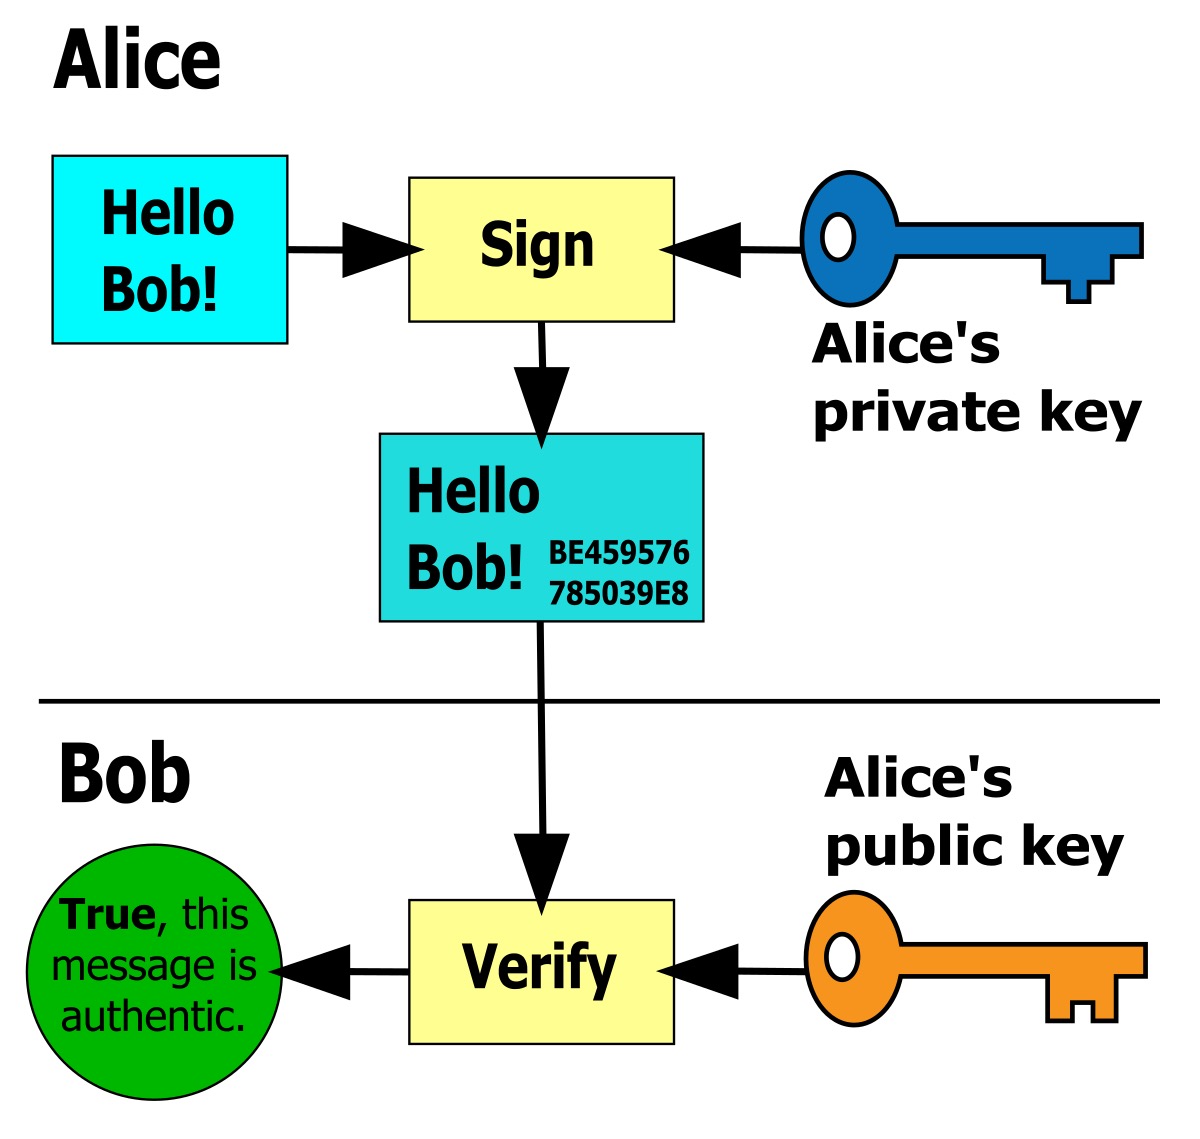 Alice
Hello
Bob!
Sign
Alice's
private key
Hello
Bob!
BE459576
785039E8
Bob
Alice's
public key
True, this
message is
authentic.
Verify